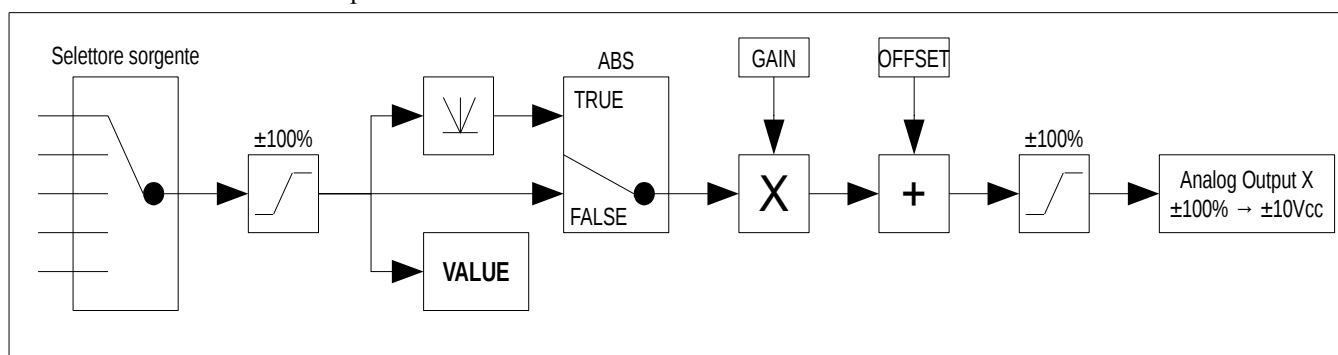 Selettore sorgente
±100%
ABS
TRUE
FALSE
VALUE
GAIN
OFFSET
X
+
±100%
Analog Output X
±100% → ±10Vcc